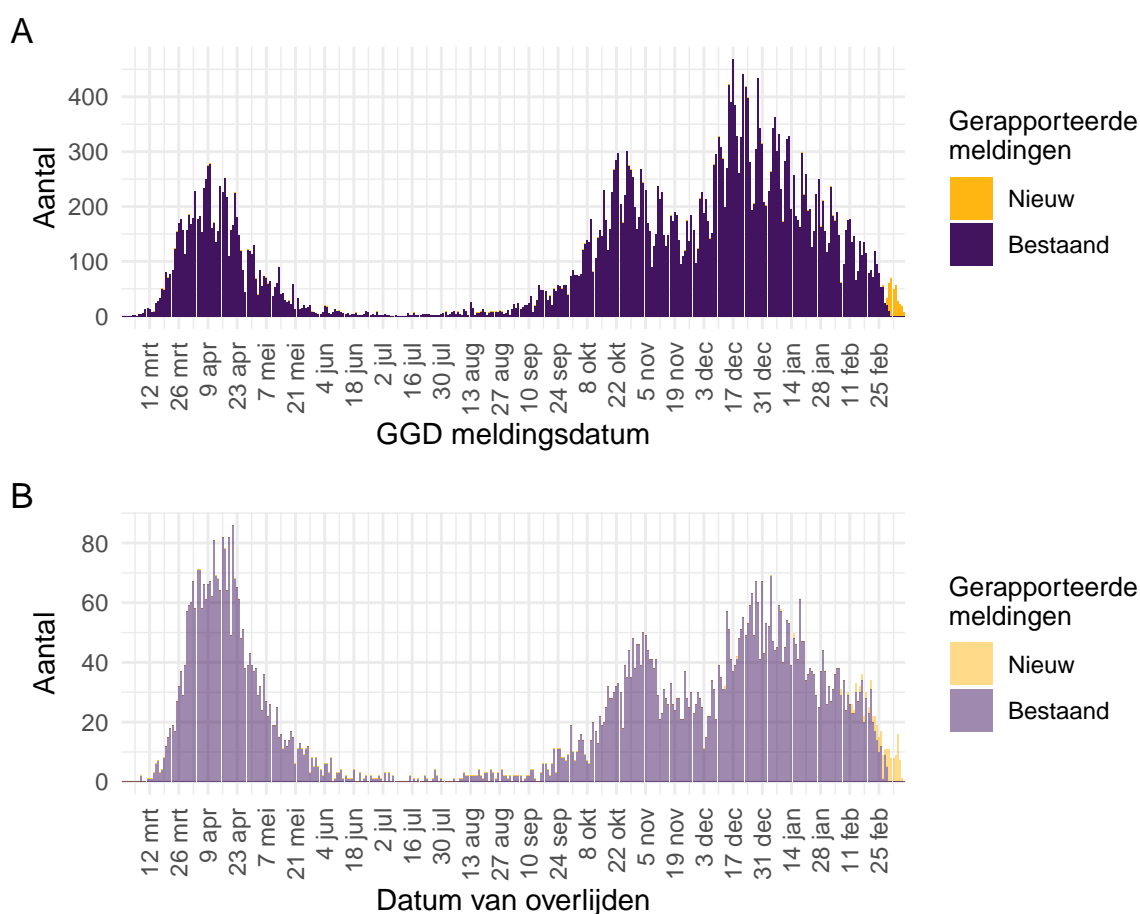 A
Aantal
400
300
200
100
0
12 mrt
26 mrt
9 apr
23 apr
7 mei
21 mei
4 jun
18 jun
2 jul
16 jul
30 jul
13 aug
27 aug
10 sep
24 sep
8 okt
22 okt
5 nov
19 nov
3 dec
17 dec
31 dec
14 jan
28 jan
11 feb
25 feb
GGD meldingsdatum
Gerapporteerde
meldingen
Nieuw
Bestaand
B
Aantal
80
60
40
20
0
12 mrt
26 mrt
9 apr
23 apr
7 mei
21 mei
4 jun
18 jun
2 jul
16 jul
30 jul
13 aug
27 aug
10 sep
24 sep
8 okt
22 okt
5 nov
19 nov
3 dec
17 dec
31 dec
14 jan
28 jan
11 feb
25 feb
Datum van overlijden
Gerapporteerde
meldingen
Nieuw
Bestaand